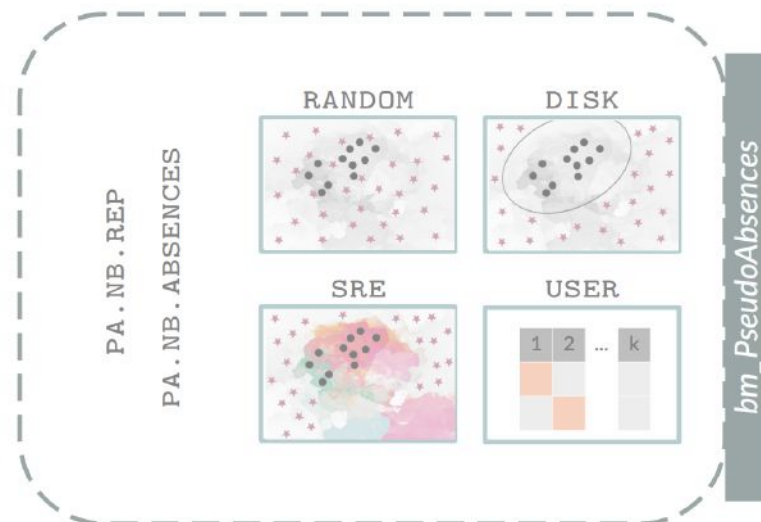 PA.NB.REP
PA.NB.ABSENCES
RANDOM
DISK
SRE
USER
1 2 ... k
bm_PseudoAbsences